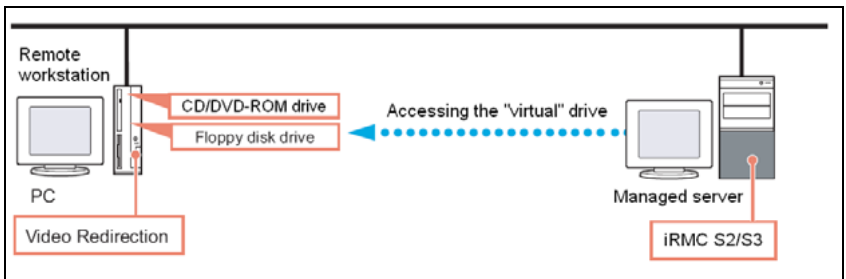 Remote
workstation
CD/DVD-ROM drive
Floppy disk drive
Accessing the "virtual" drive
PC
Managed server
Video Redirection
iRMC S2/S3